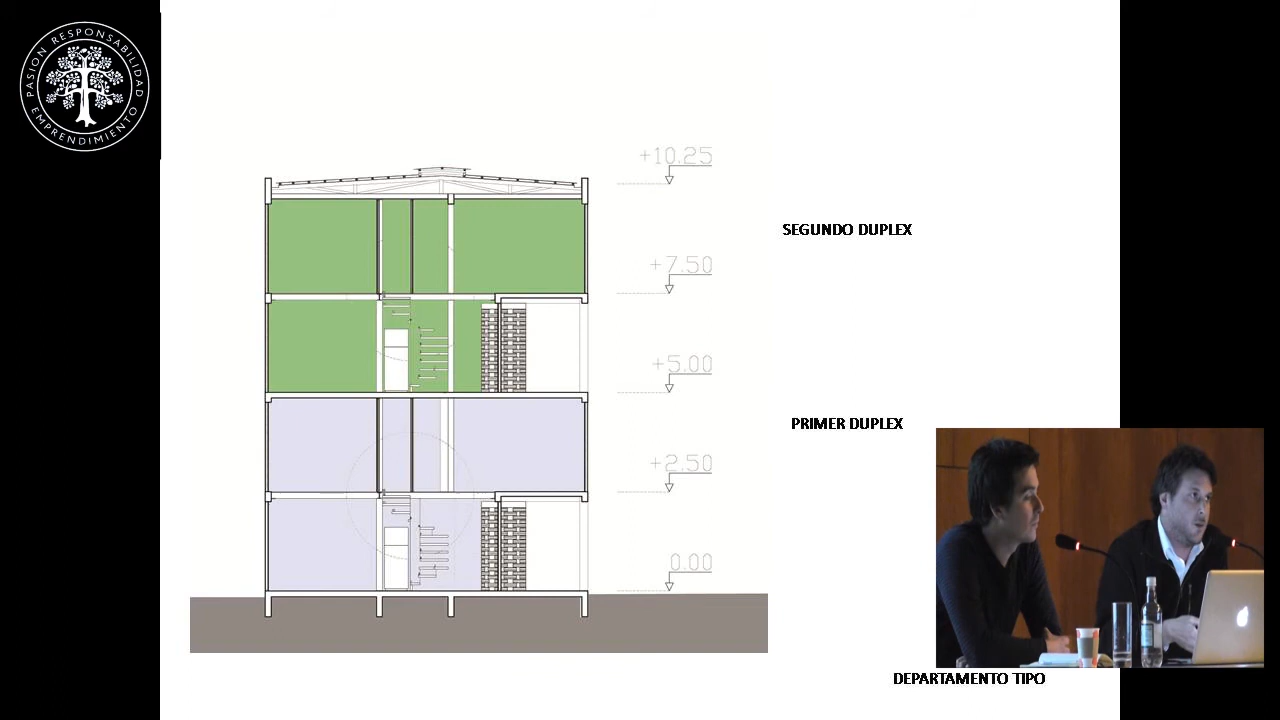 PASION RESPONSABILIDAD
EMPRENDIMIENTO
+10.25
SEGUNDO DUPLEX
+7.50
+5.00
PRIMER DUPLEX
+2.50
0.00
DEPARTAMENTO TIPO